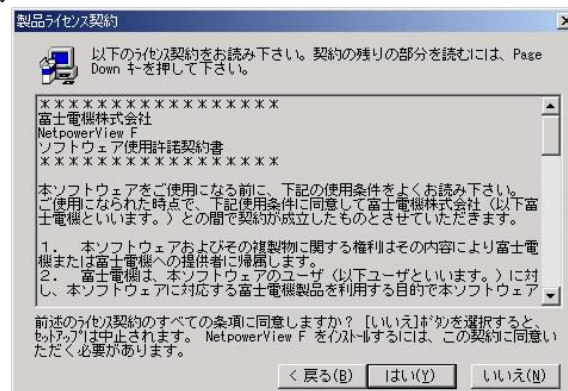 製品ライセンス契約
以下のﾗｲｾﾝｽ契約をお読み下さい。契約の残りの部分を読むには、Page
Down ｷｰを押して下さい。
＊＊＊＊＊＊＊＊＊＊＊＊＊＊＊＊＊
富士電機株式会社
NetpowerView F
ソフトウェア使用許諾契約書
＊＊＊＊＊＊＊＊＊＊＊＊＊＊＊＊＊
本ソフトウェアをご使用になる前に、下記の使用条件をよくお読み下さい。
ご使用になられた時点で、下記使用条件に同意して富士電機株式会社（以下富
士電機といいます。）との間で契約が成立したものとさせていただきます。
１．　本ソフトウェアおよびその複製物に関する権利はその内容により富士電
機または富士電機への提供者に帰属します。
２．　富士電機は、本ソフトウェアのユーザ（以下ユーザといいます。）に対
し、本ソフトウェアに対応する富士電機製品を利用する目的で本ソフトウェア
前述のﾗｲｾﾝｽ契約のすべての条項に同意しますか？ [いいえ]ﾎﾞﾀﾝを選択すると、
ｾｯﾄｱｯﾌﾟは中止されます。 NetpowerView F をｲﾝｽﾄｰﾙするには、この契約に同意い
ただく必要があります。
< 戻る(B)　はい(Y)　いいえ(N)